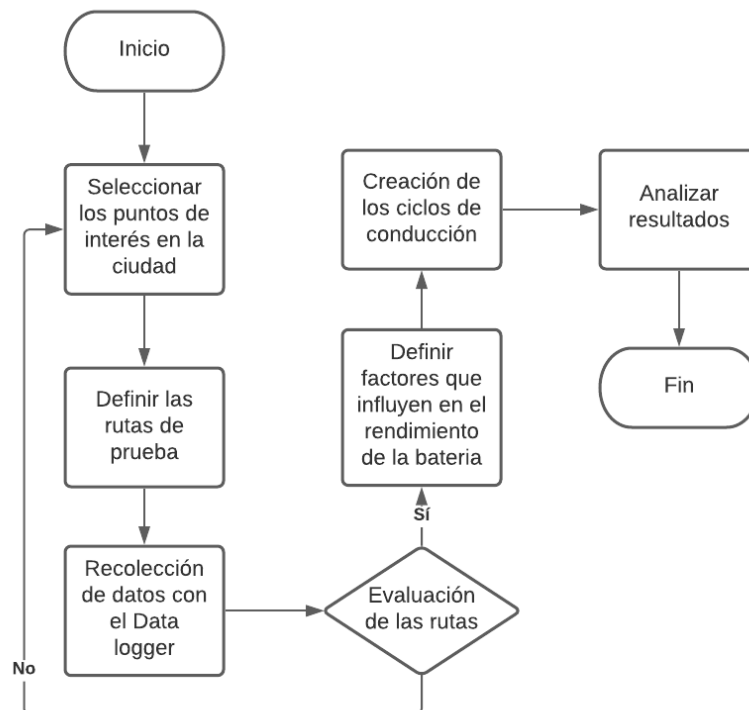 Inicio
Seleccionar
los puntos de
interés en la
ciudad
Definir las
rutas de
prueba
Recolección
de datos con
el Data
logger
No
Evaluación
de las rutas
Sí
Definir
factores que
influyen en el
rendimiento
de la bateria
Creación de
los ciclos de
conducción
Analizar
resultados
Fin